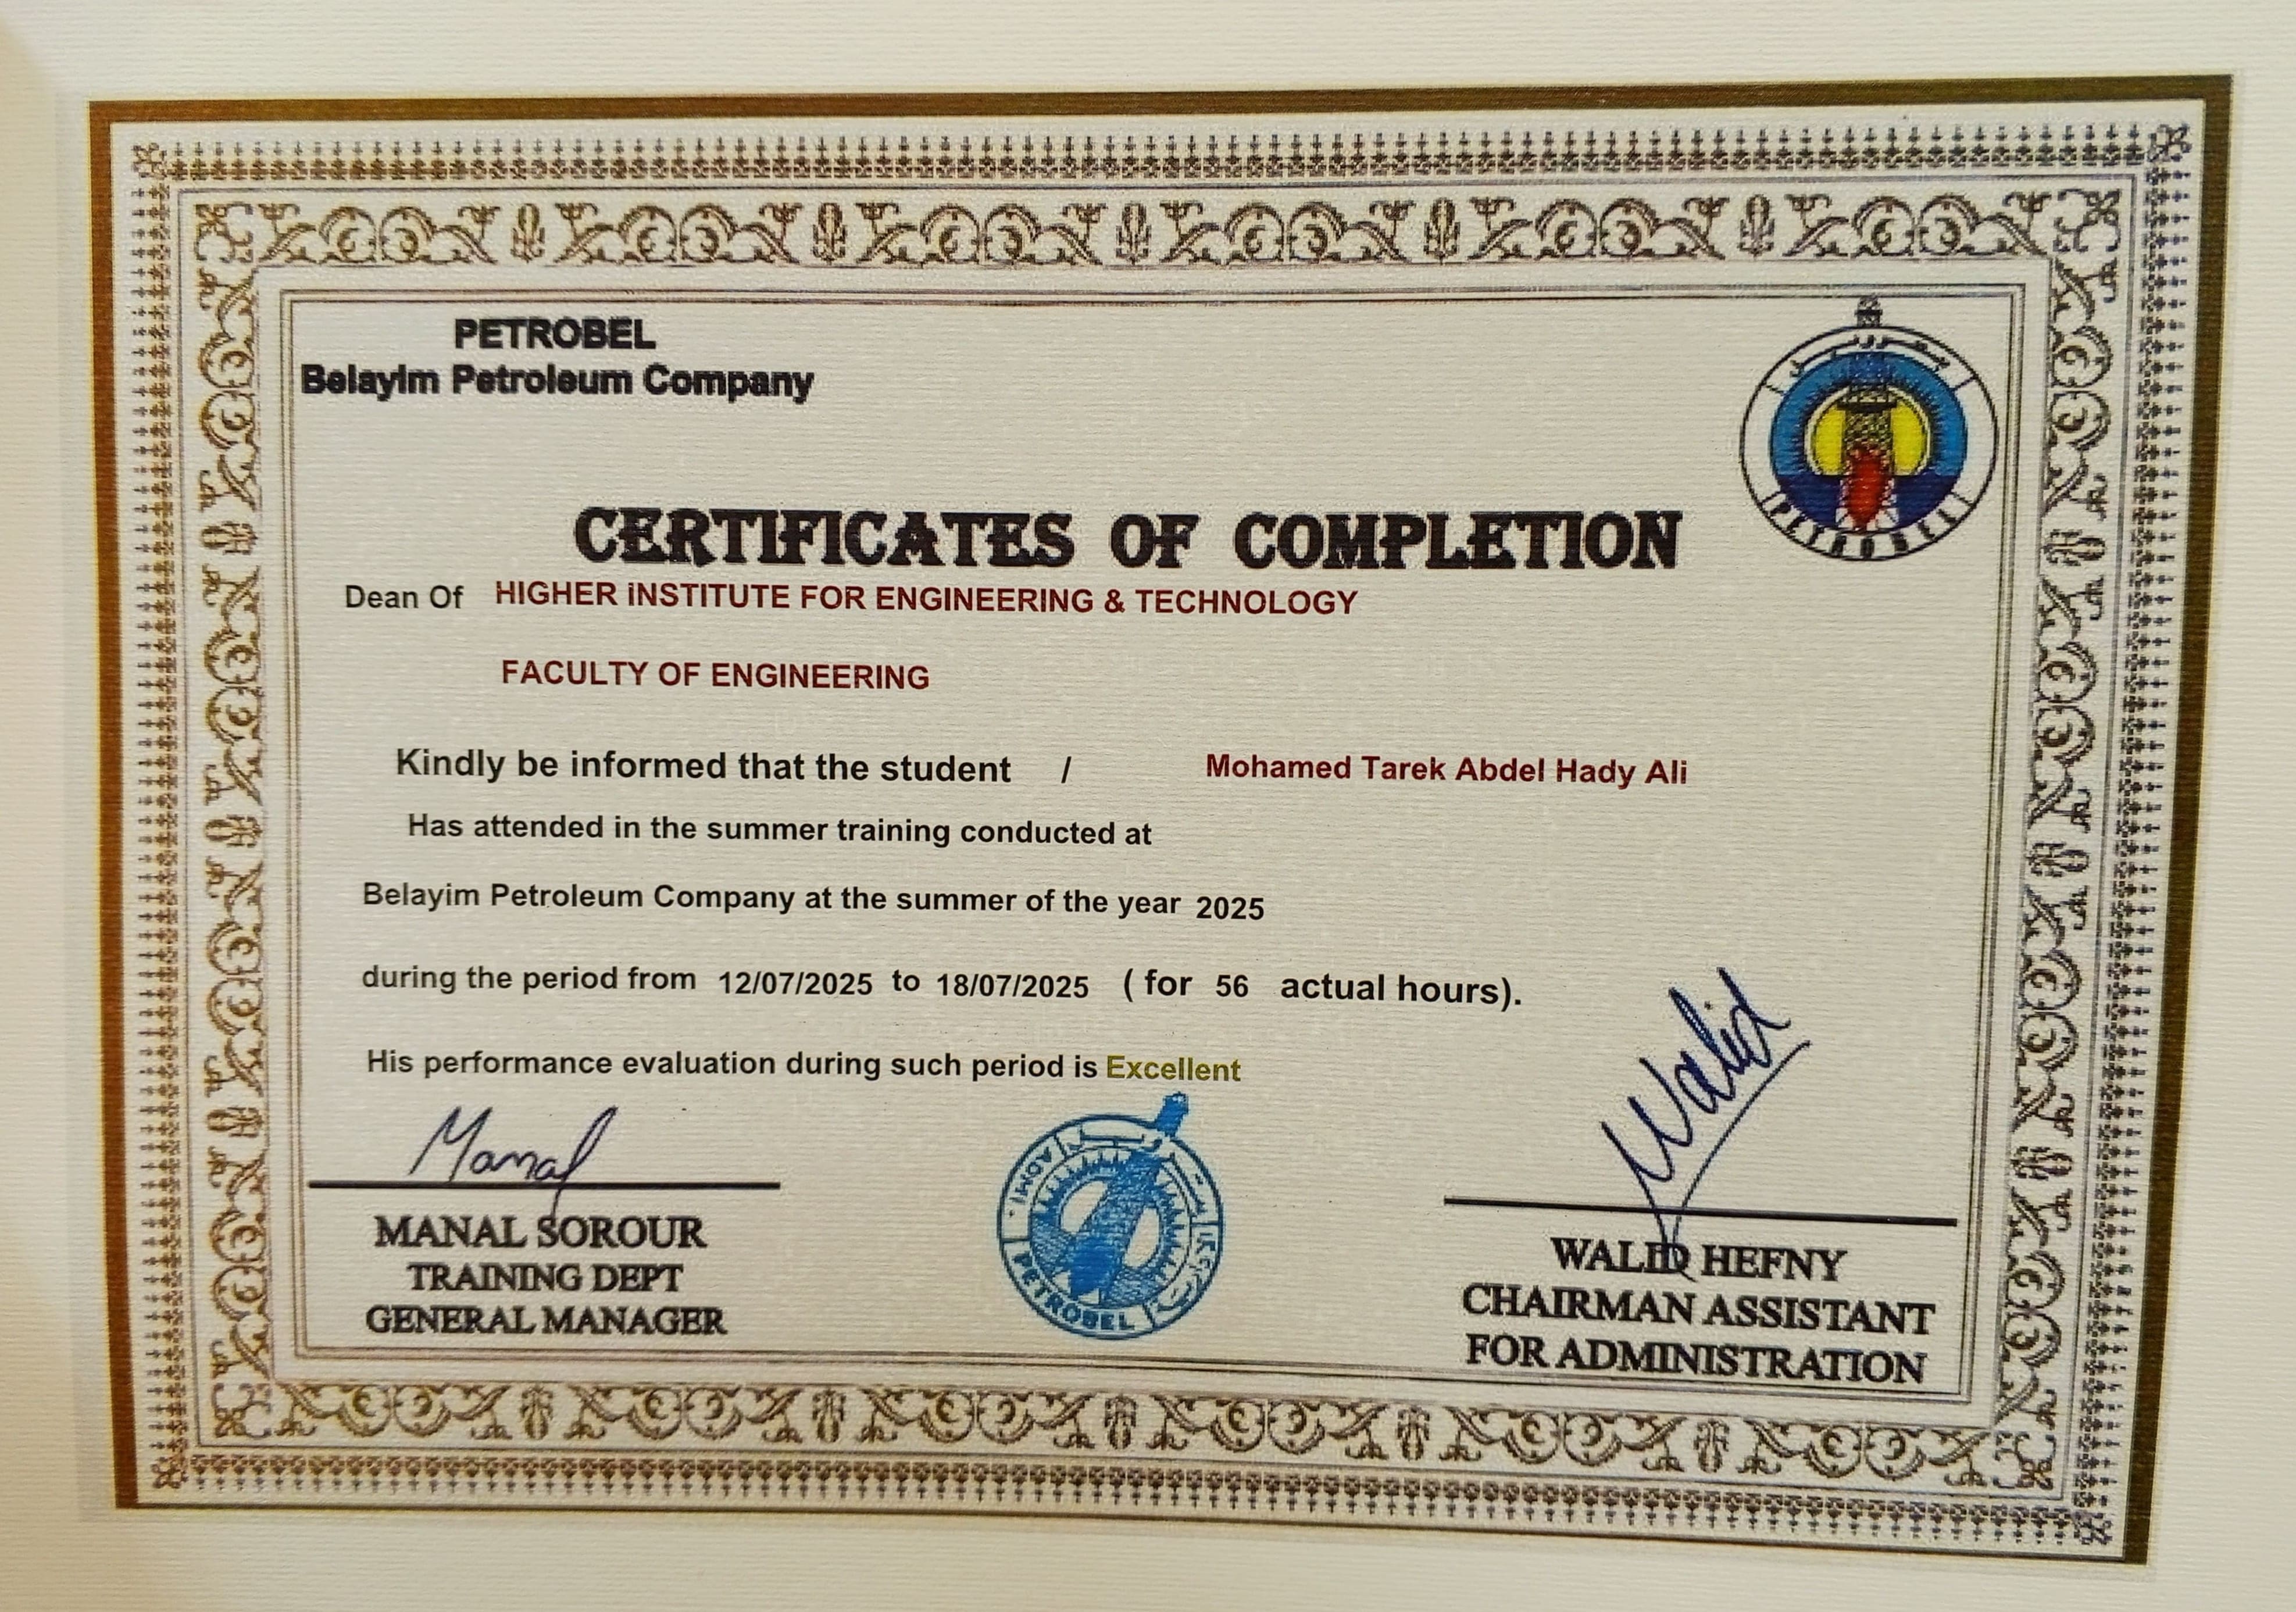 PETROBEL
Belayim Petroleum Company
PETROBEL
CERTIFICATES OF COMPLETION
Dean Of HIGHER iNSTITUTE FOR ENGINEERING & TECHNOLOGY
FACULTY OF ENGINEERING
Kindly be informed that the student / Mohamed Tarek Abdel Hady Ali
Has attended in the summer training conducted at
Belayim Petroleum Company at the summer of the year 2025
during the period from 12/07/2025 to 18/07/2025 ( for 56 actual hours).
His performance evaluation during such period is Excellent
Manal
Walid
MANAL SOROUR
TRAINING DEPT
GENERAL MANAGER
PETROBEL
WALID HEFNY
CHAIRMAN ASSISTANT
FOR ADMINISTRATION